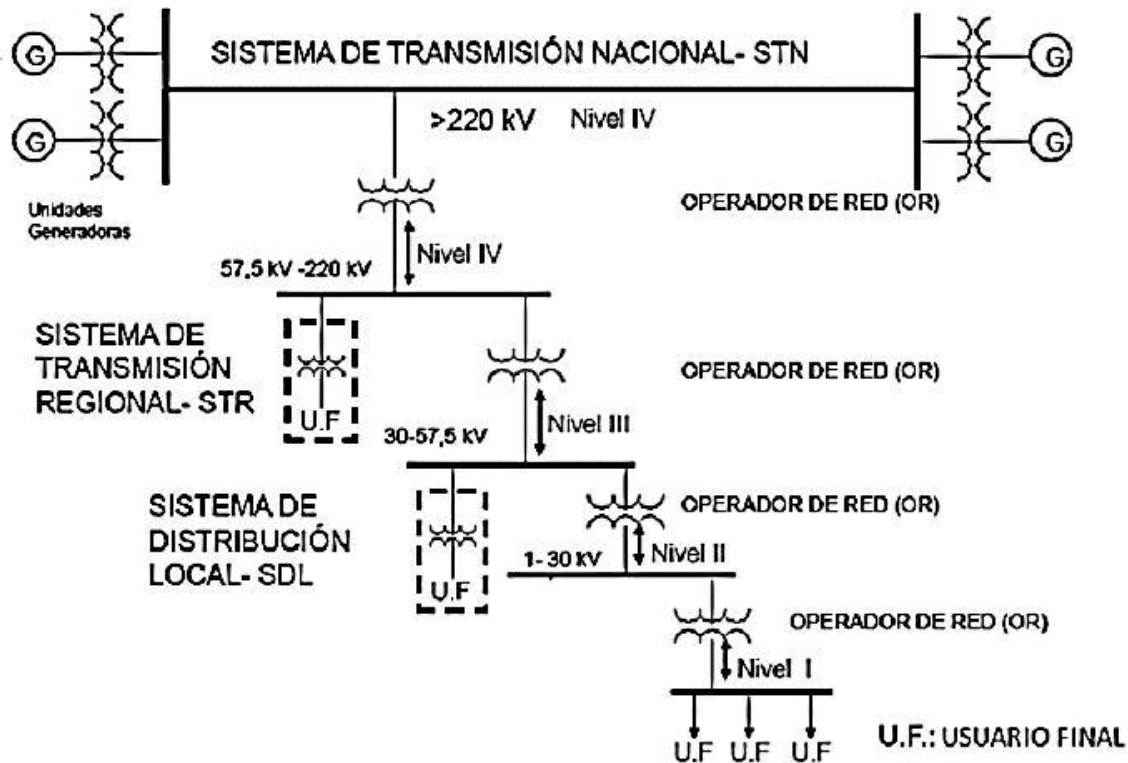 G
SISTEMA DE TRANSMISIÓN NACIONAL- STN
G
G
>220 kV Nivel IV
G
Unidades
Generadoras
OPERADOR DE RED (OR)
Nivel IV
57,5 kV -220 kV
SISTEMA DE
TRANSMISIÓN
REGIONAL- STR
OPERADOR DE RED (OR)
U.F
Nivel III
30-57,5 kV
SISTEMA DE
DISTRIBUCIÓN
LOCAL- SDL
OPERADOR DE RED (OR)
Nivel II
1- 30 kV
U.F
OPERADOR DE RED (OR)
Nivel I
U.F U.F U.F
U.F.: USUARIO FINAL